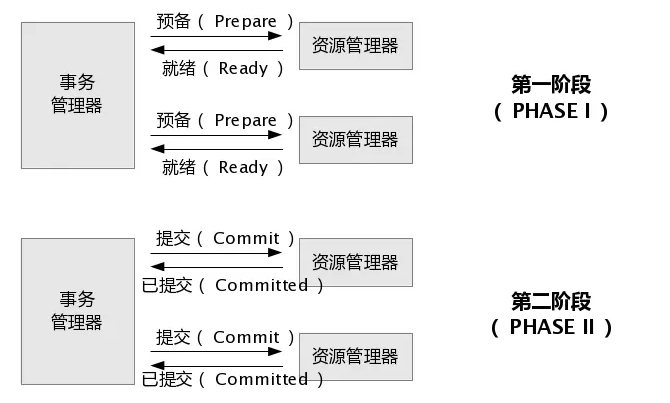 预备（ Prepare ）
资源管理器
就绪（ Ready ）
事务
管理器
第一阶段
（ PHASE I ）
预备（ Prepare ）
资源管理器
就绪（ Ready ）
提交（ Commit ）
资源管理器
已提交（ Committed ）
事务
管理器
第二阶段
（ PHASE II ）
提交（ Commit ）
资源管理器
已提交（ Committed ）